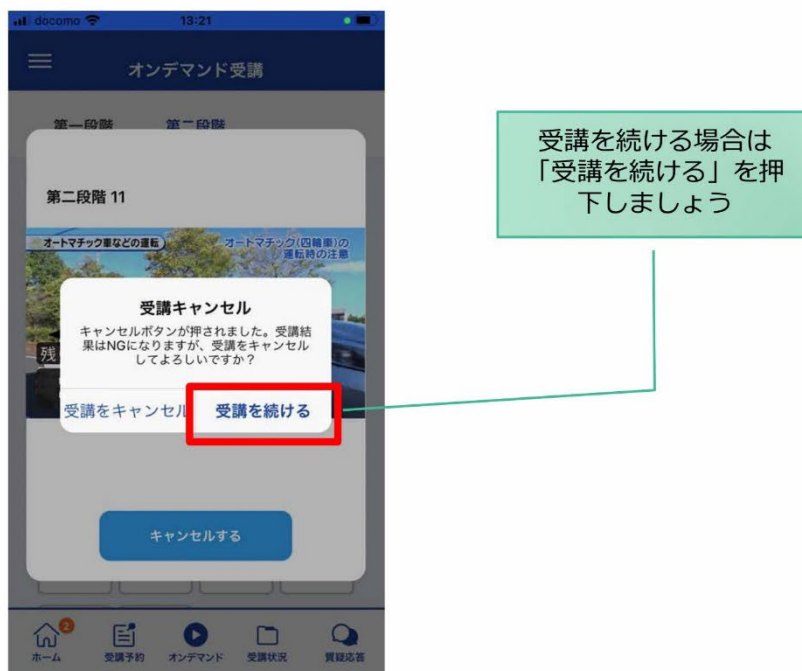 docomo 13:21
オンデマンド受講
第一段階 第二段階
第二段階 11
オートマチック車などの運転
オートマチック(四輪車)の
運転時の注意
受講キャンセル
キャンセルボタンが押されました。受講結
果はNGになりますが、受講をキャンセル
してよろしいですか？
残
受講をキャンセル 受講を続ける
キャンセルする
2
ホーム 受講予約 オンデマンド 受講状況 質疑応答
受講を続ける場合は
「受講を続ける」を押
下しましょう